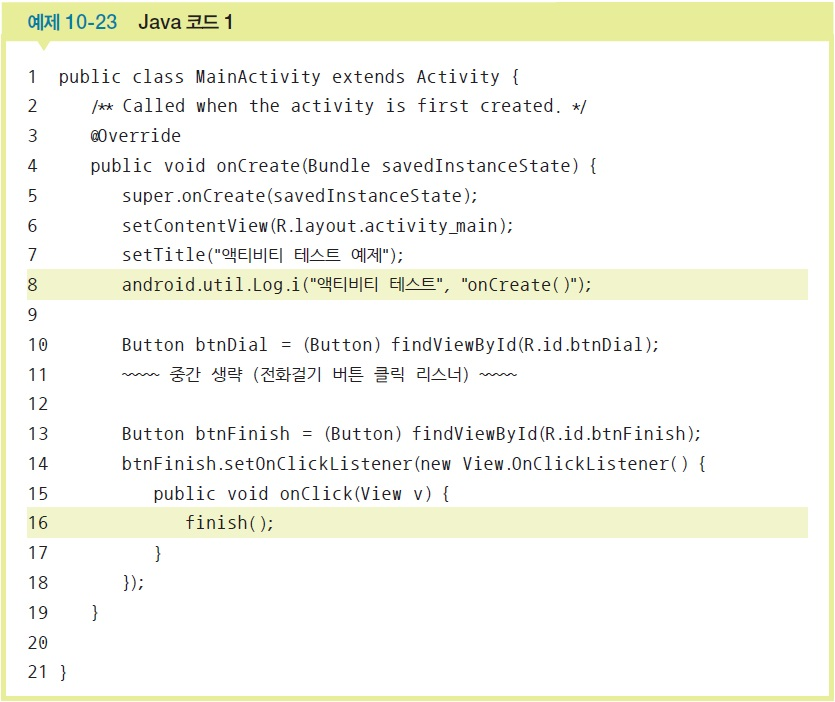 예제 10-23 Java 코드 1
1 public class MainActivity extends Activity {
2 /** Called when the activity is first created. */
3 @Override
4 public void onCreate(Bundle savedInstanceState) {
5 super.onCreate(savedInstanceState);
6 setContentView(R.layout.activity_main);
7 setTitle("액티비티 테스트 예제");
8 android.util.Log.i("액티비티 테스트", "onCreate()");
9
10 Button btnDial = (Button) findViewById(R.id.btnDial);
11 ~~~~~ 중간 생략 (전화걸기 버튼 클릭 리스너) ~~~~~
12
13 Button btnFinish = (Button) findViewById(R.id.btnFinish);
14 btnFinish.setOnClickListener(new View.OnClickListener() {
15 public void onClick(View v) {
16 finish();
17 }
18 });
19 }
20
21 }